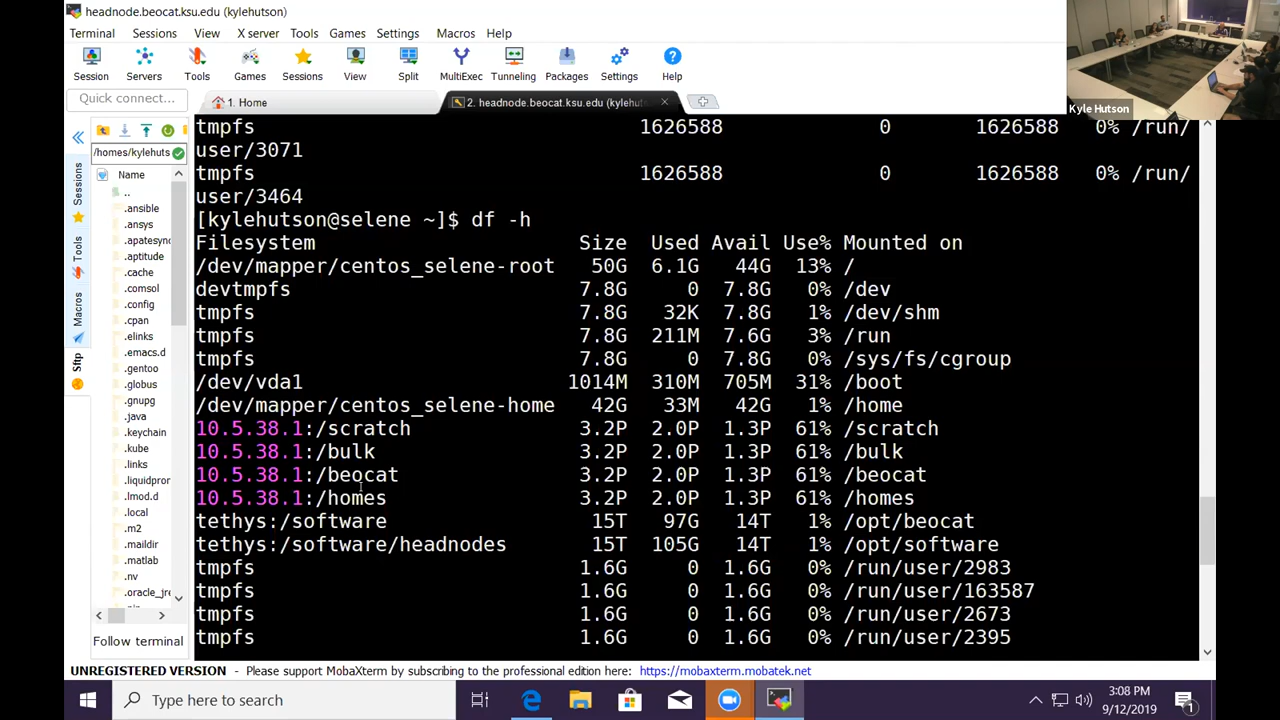 headnode.beocat.ksu.edu (kylehutson)
Terminal Sessions View X server Tools Games Settings Macros Help
Session Servers Tools Games Sessions View Split MultiExec Tunneling Packages Settings Help
Kyle Hutson
Quick connect...
1. Home
2. headnode.beocat.ksu.edu (kylehuts
/homes/kylehuts
Name
..
.ansible
.ansys
.apatesync
.aptitude
.cache
.comsol
.config
.cpan
.elinks
.emacs.d
.gentoo
.globus
.gnupg
.java
.keychain
.kube
.links
.liquidpron
.lmod.d
.local
.m2
.maildir
.matlab
.nv
.oracle_jre
Sessions
Tools
Macros
Sftp
Follow terminal
tmpfs 1626588 0 1626588 0% /run/
user/3071
tmpfs 1626588 0 1626588 0% /run/
user/3464
[kylehutson@selene ~]$ df -h
Filesystem Size Used Avail Use% Mounted on
/dev/mapper/centos_selene-root 50G 6.1G 44G 13% /
devtmpfs 7.8G 0 7.8G 0% /dev
tmpfs 7.8G 32K 7.8G 1% /dev/shm
tmpfs 7.8G 211M 7.6G 3% /run
tmpfs 7.8G 0 7.8G 0% /sys/fs/cgroup
/dev/vda1 1014M 310M 705M 31% /boot
/dev/mapper/centos_selene-home 42G 33M 42G 1% /home
10.5.38.1:/scratch 3.2P 2.0P 1.3P 61% /scratch
10.5.38.1:/bulk 3.2P 2.0P 1.3P 61% /bulk
10.5.38.1:/beocat 3.2P 2.0P 1.3P 61% /beocat
10.5.38.1:/homes 3.2P 2.0P 1.3P 61% /homes
tethys:/software 15T 97G 14T 1% /opt/beocat
tethys:/software/headnodes 15T 105G 14T 1% /opt/software
tmpfs 1.6G 0 1.6G 0% /run/user/2983
tmpfs 1.6G 0 1.6G 0% /run/user/163587
tmpfs 1.6G 0 1.6G 0% /run/user/2673
tmpfs 1.6G 0 1.6G 0% /run/user/2395
UNREGISTERED VERSION - Please support MobaXterm by subscribing to the professional edition here: https://mobaxterm.mobatek.net
Type here to search
3:08 PM
9/12/2019
1